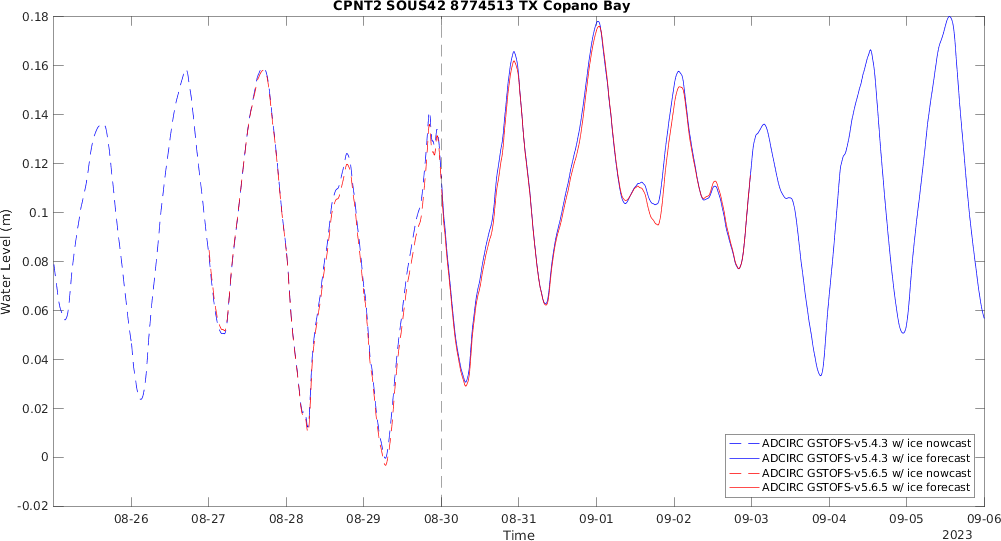 CPNT2 SOUS42 8774513 TX Copano Bay
0.18
0.16
0.14
0.12
0.1
0.08
0.06
0.04
0.02
0
-0.02
Water Level (m)
ADCIRC GSTOFS-v5.4.3 w/ ice nowcast
ADCIRC GSTOFS-v5.4.3 w/ ice forecast
ADCIRC GSTOFS-v5.6.5 w/ ice nowcast
ADCIRC GSTOFS-v5.6.5 w/ ice forecast
08-26 08-27 08-28 08-29 08-30 08-31 09-01 09-02 09-03 09-04 09-05 09-06
Time
2023